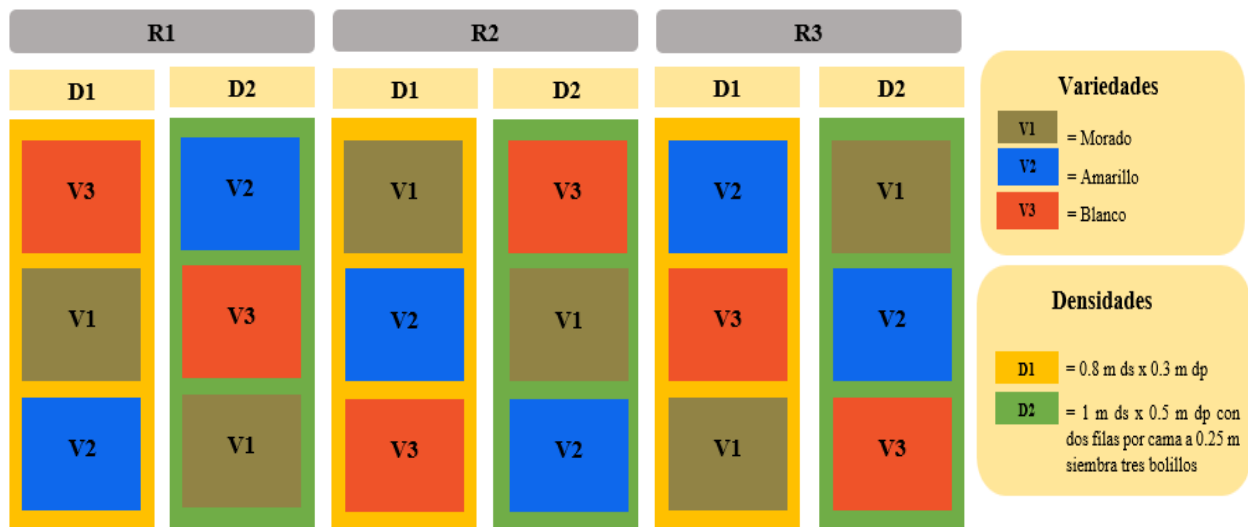 R1
R2
R3
D1
D2
D1
D2
D1
D2
V3
V2
V1
V3
V2
V1
V1
V3
V2
V1
V3
V2
V2
V1
V3
V2
V1
V3
Variedades
V1 = Morado
V2 = Amarillo
V3 = Blanco
Densidades
D1 = 0.8 m ds x 0.3 m dp
D2 = 1 m ds x 0.5 m dp con
dos filas por cama a 0.25 m
siembra tres bolillos